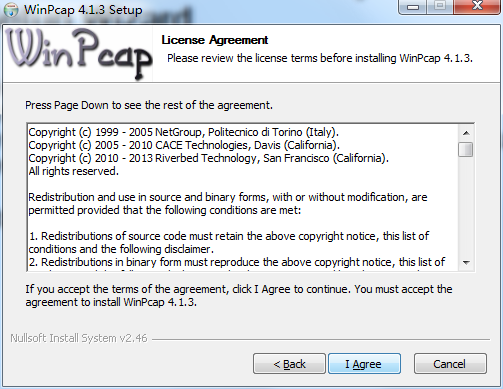 WinPcap 4.1.3 Setup
WinPcap
License Agreement
Please review the license terms before installing WinPcap 4.1.3.
Press Page Down to see the rest of the agreement.
Copyright (c) 1999 - 2005 NetGroup, Politecnico di Torino (Italy).
Copyright (c) 2005 - 2010 CACE Technologies, Davis (California).
Copyright (c) 2010 - 2013 Riverbed Technology, San Francisco (California).
All rights reserved.
Redistribution and use in source and binary forms, with or without modification, are
permitted provided that the following conditions are met:
1. Redistributions of source code must retain the above copyright notice, this list of
conditions and the following disclaimer.
2. Redistributions in binary form must reproduce the above copyright notice, this list of
If you accept the terms of the agreement, click I Agree to continue. You must accept the
agreement to install WinPcap 4.1.3.
Nullsoft Install System v2.46
< Back
I Agree
Cancel